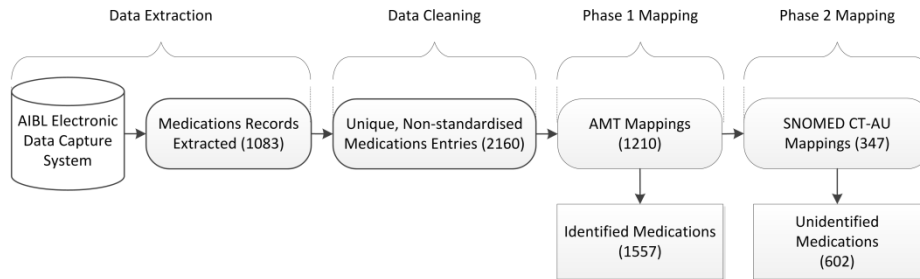 Data Extraction
Data Cleaning
Phase 1 Mapping
Phase 2 Mapping
AIBL Electronic
Data Capture
System
Medications Records
Extracted (1083)
Unique, Non-standardised
Medications Entries (2160)
AMT Mappings
(1210)
SNOMED CT-AU
Mappings (347)
Identified Medications
(1557)
Unidentified
Medications
(602)